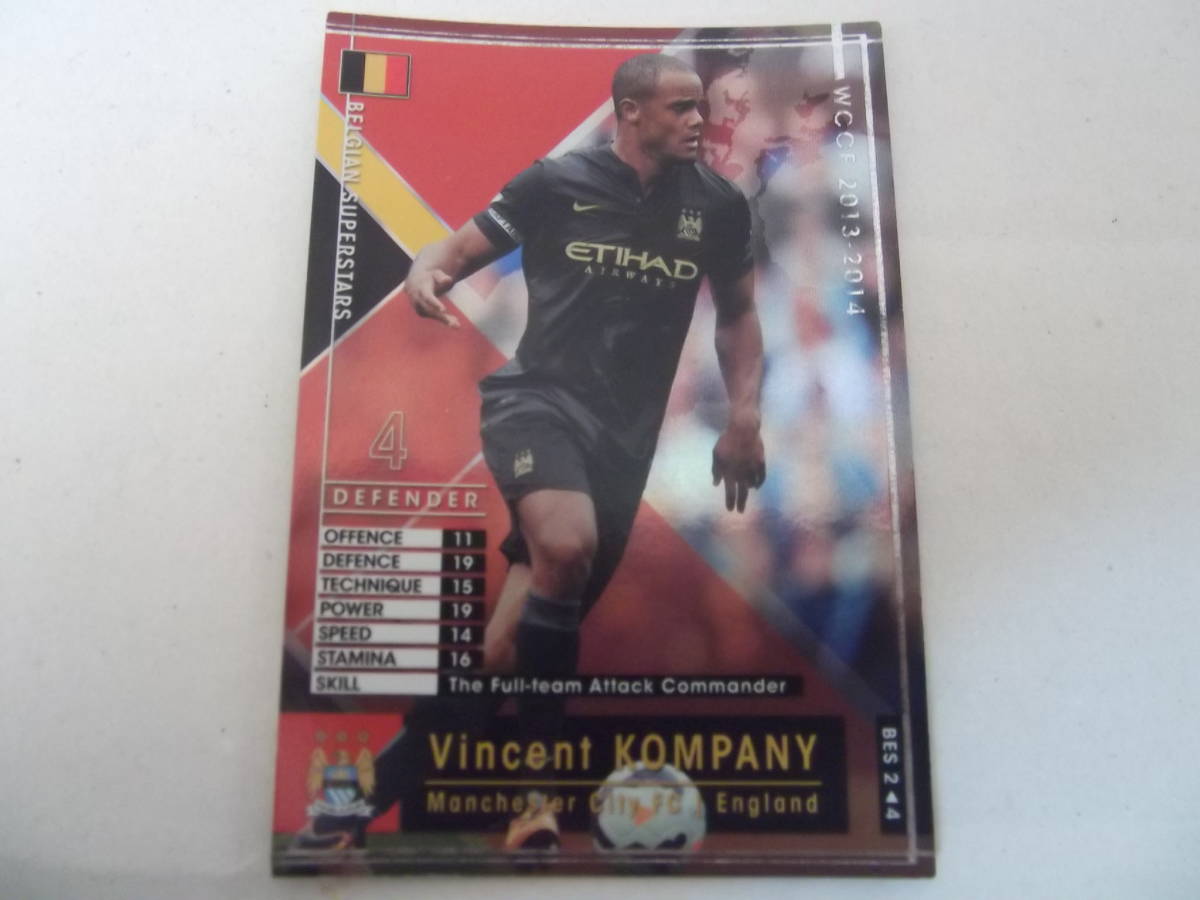 WCCF 2013-2014
BELGIAN SUPERSTARS
ETIHAD
AIRWAYS
4
DEFENDER
OFFENCE 11
DEFENCE 19
TECHNIQUE 15
POWER 19
SPEED 14
STAMINA 16
SKILL The Full-team Attack Commander
Vincent KOMPANY
Manchester City FC / England
BES 2◀4